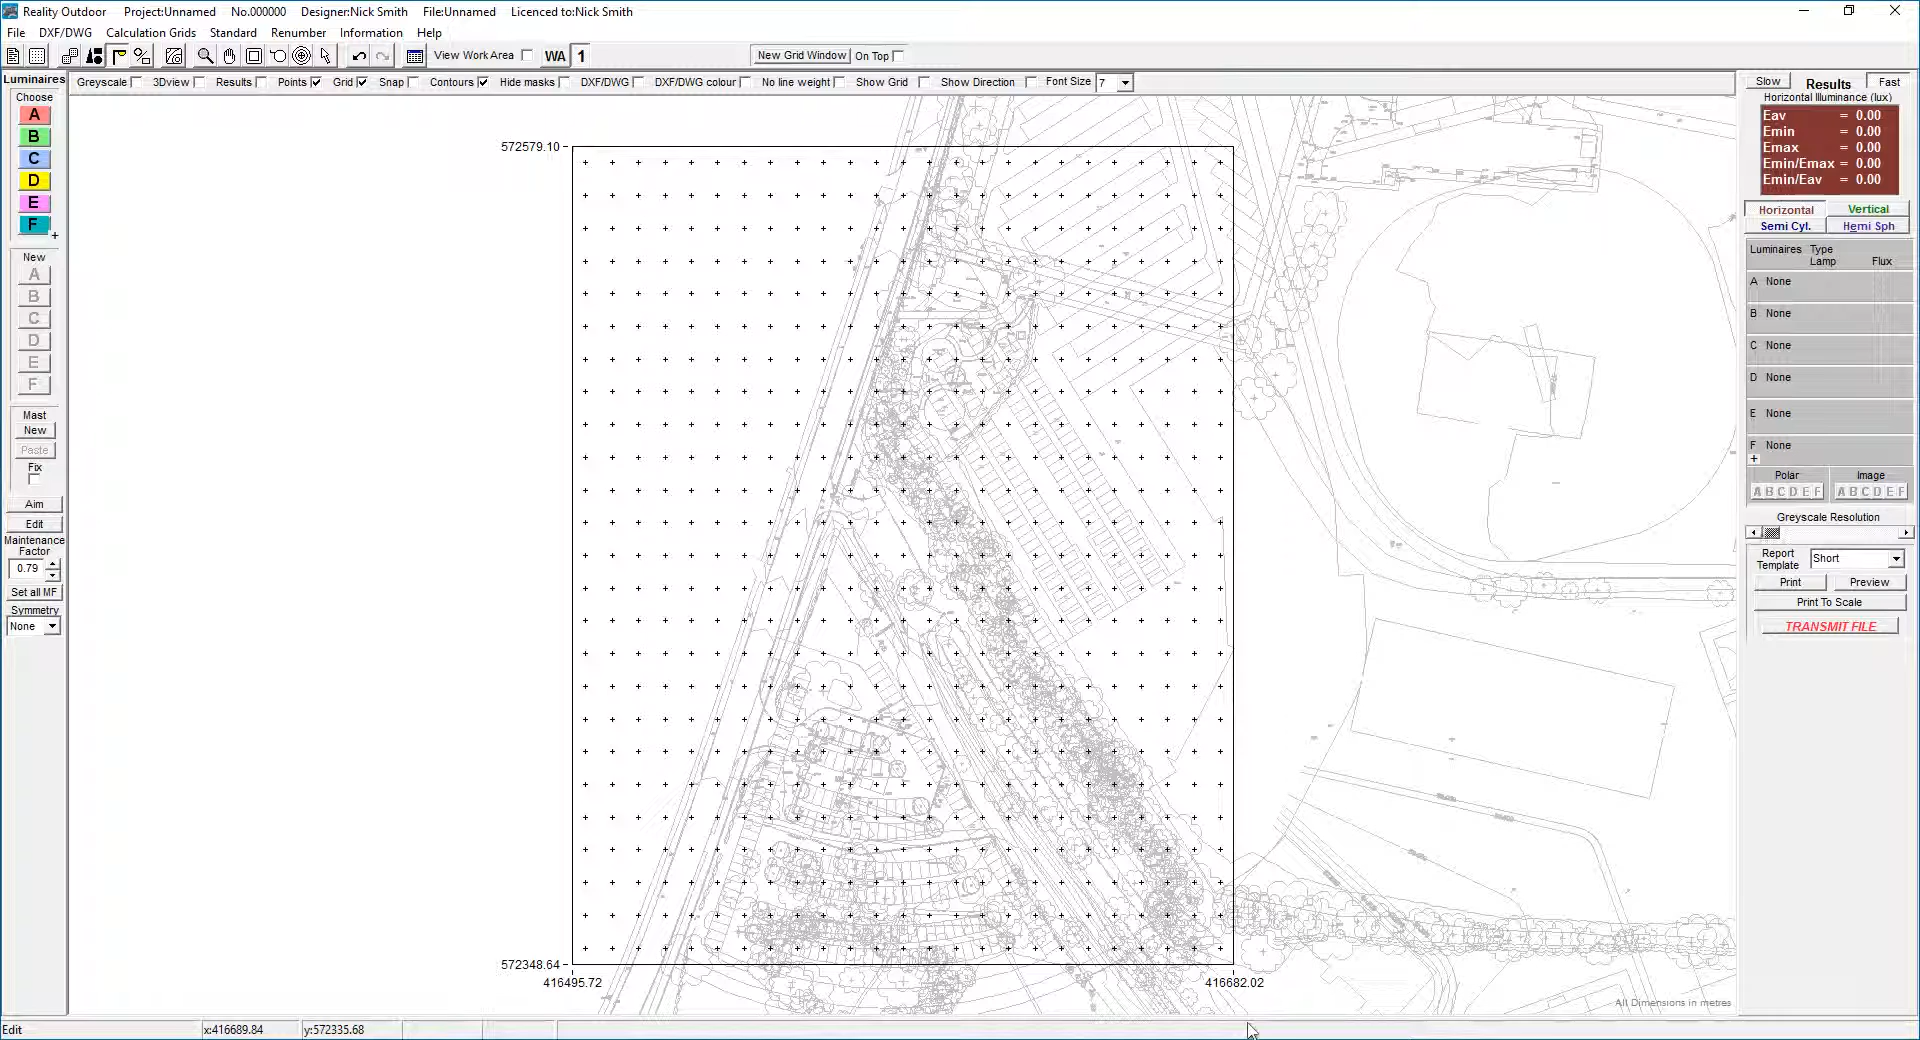 Reality Outdoor Project:Unnamed No.000000 Designer:Nick Smith File:Unnamed Licenced to:Nick Smith
File DXF/DWG Calculation Grids Standard Renumber Information Help
View Work Area WA 1 New Grid Window On Top
Luminaires
Greyscale 3Dview Results Points Grid Snap Contours Hide masks DXF/DWG DXF/DWG colour No line weight Show Grid Show Direction Font Size 7
Choose
A
B
C
D
E
F
+
New
A
B
C
D
E
F
Mast
New
Paste
Fix
Aim
Edit
Maintenance
Factor
0.79
Set all MF
Symmetry
None
572579.10
572348.64
416495.72
416682.02
All Dimensions in metres
Slow Results Fast
Horizontal Illuminance (lux)
Eav = 0.00
Emin = 0.00
Emax = 0.00
Emin/Emax = 0.00
Emin/Eav = 0.00
Horizontal Vertical
Semi Cyl. Hemi Sph
Luminaires Type
Lamp Flux
A None
B None
C None
D None
E None
F None
+
Polar Image
A B C D E F A B C D E F
Greyscale Resolution
Report
Template Short
Print Preview
Print To Scale
TRANSMIT FILE
Edit x:416689.84 y:572335.68